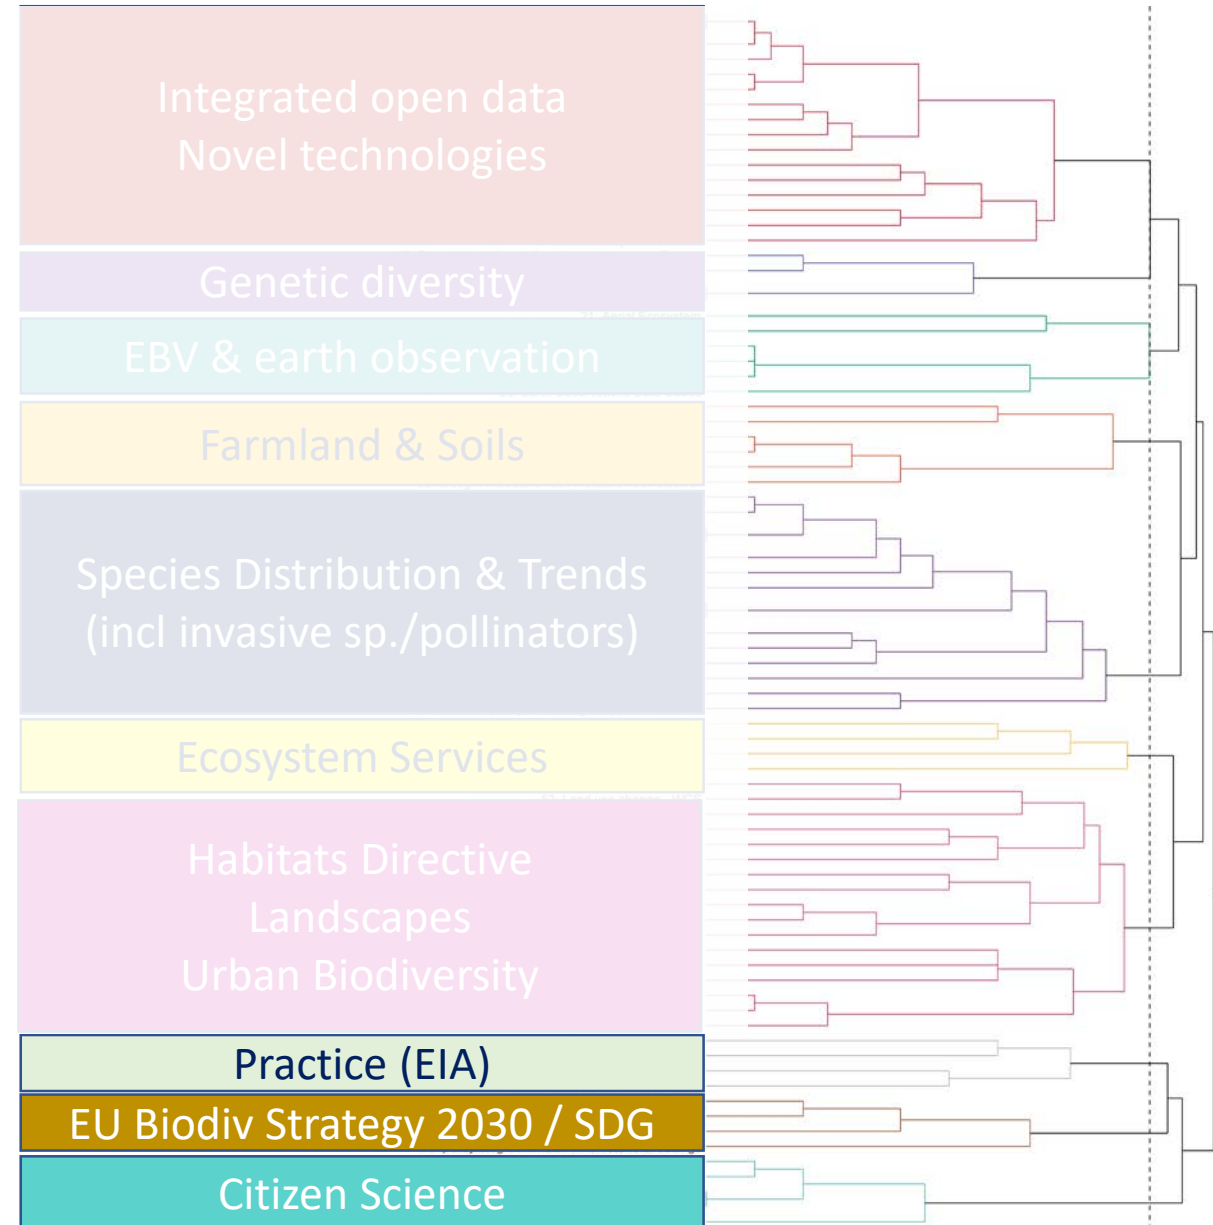 Integrated open data
Novel technologies
Genetic diversity
EBV & earth observation
Farmland & Soils
Species Distribution & Trends
(incl invasive sp./pollinators)
Ecosystem Services
Habitats Directive
Landscapes
Urban Biodiversity
Practice (EIA)
EU Biodiv Strategy 2030 / SDG
Citizen Science